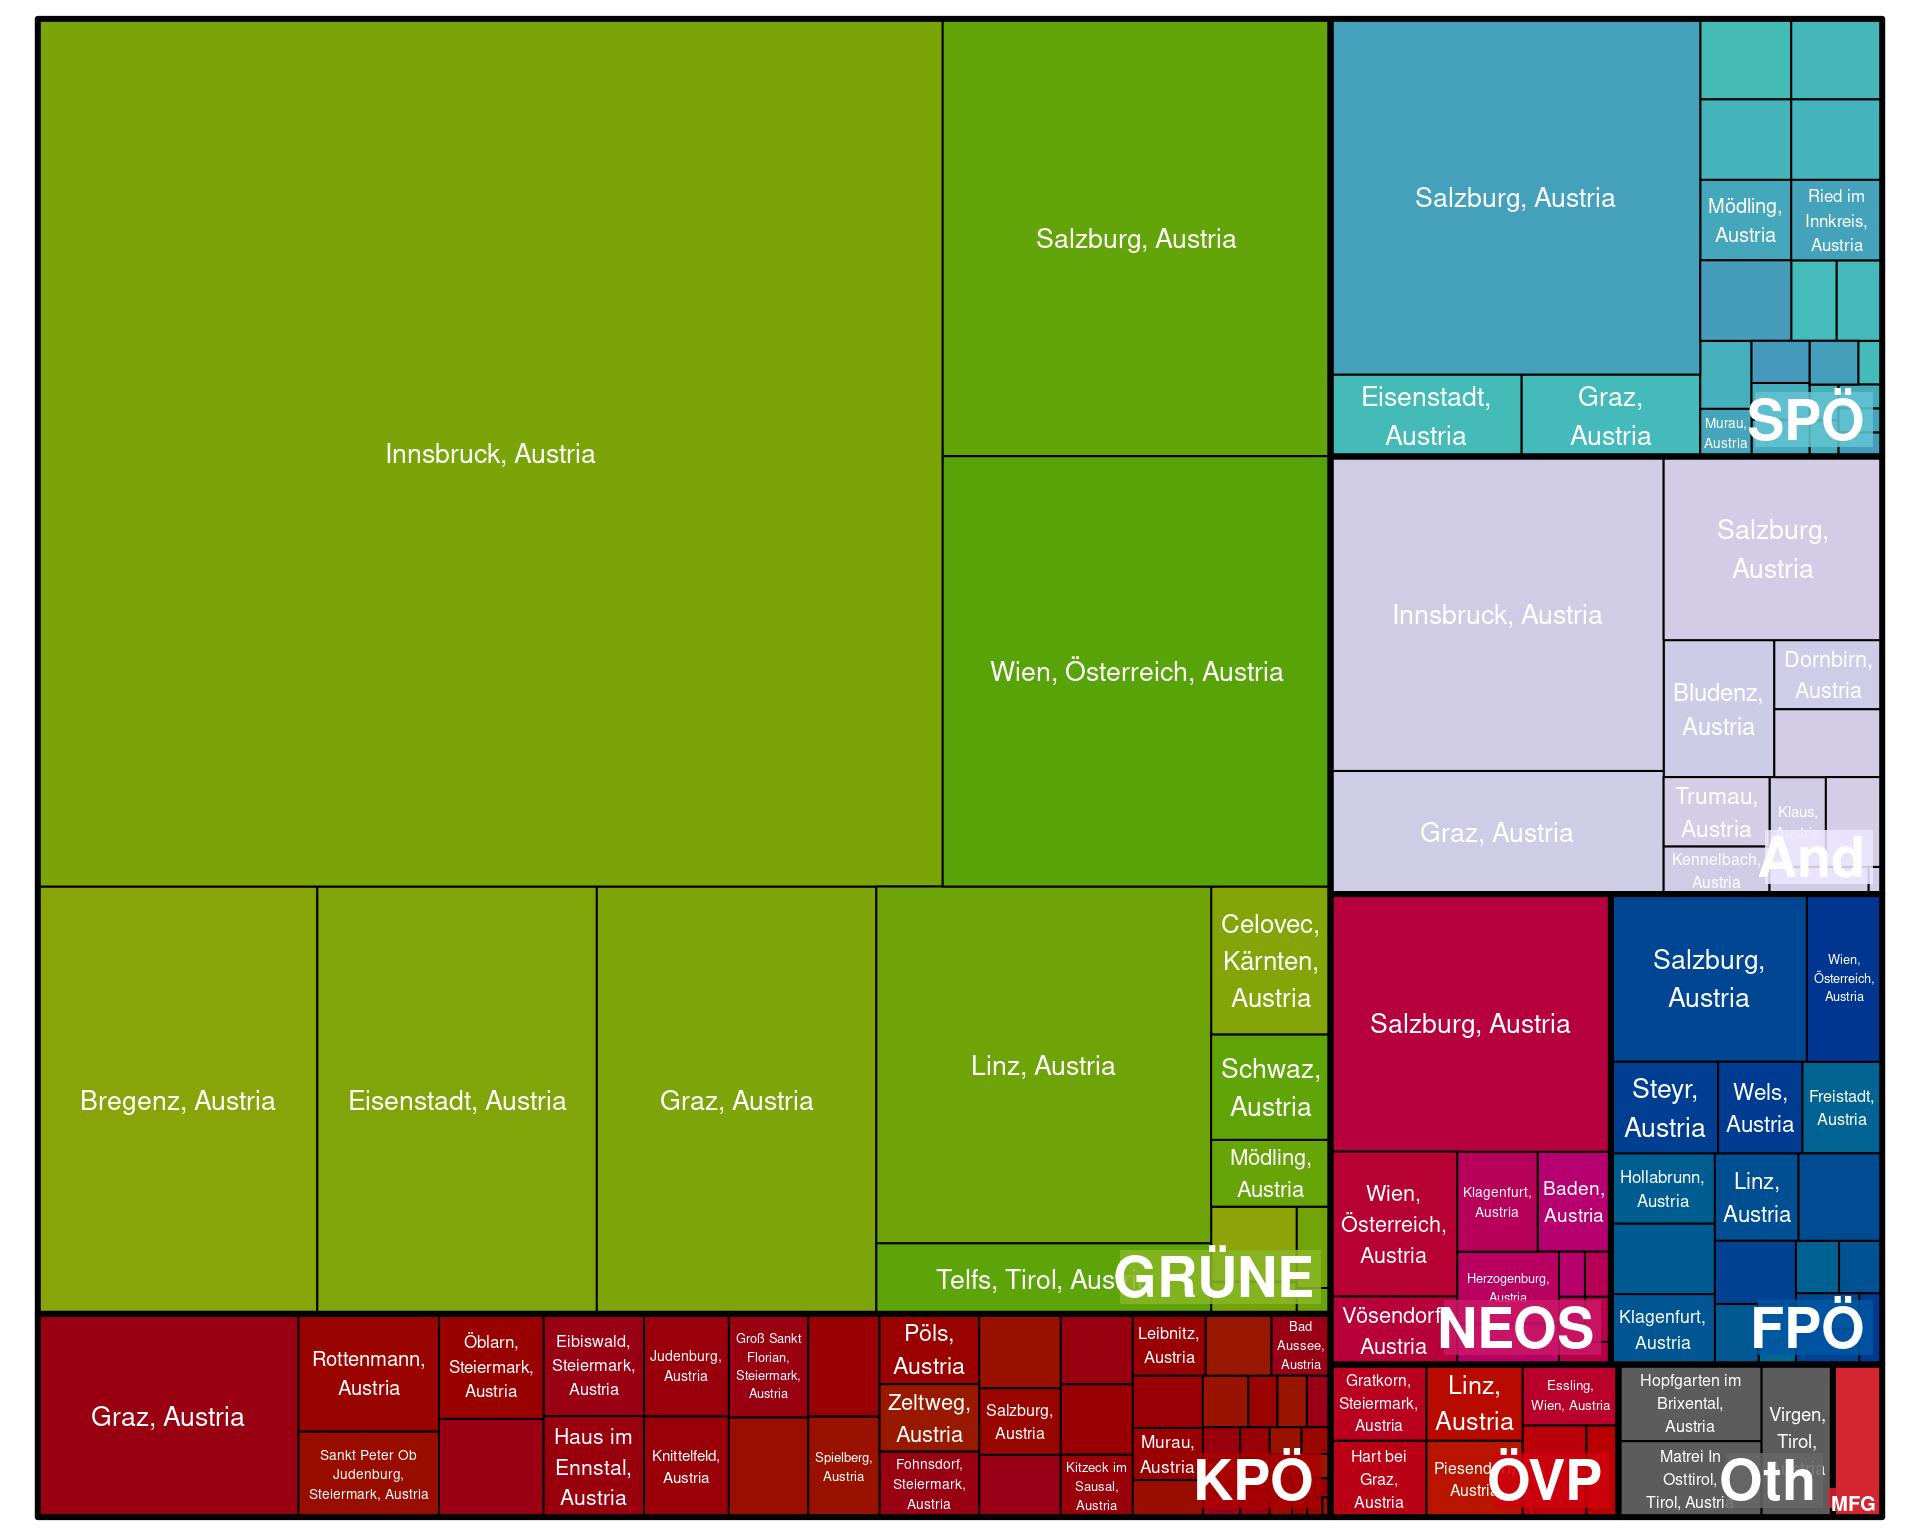 Innsbruck, Austria
Salzburg, Austria
Wien, Österreich, Austria
Bregenz, Austria
Eisenstadt, Austria
Graz, Austria
Linz, Austria
Celovec,
Kärnten,
Austria
Schwaz,
Austria
Mödling,
Austria
Telfs, Tirol, Aus
GRÜNE
Salzburg, Austria
Mödling,
Austria
Ried im
Innkreis,
Austria
Eisenstadt,
Austria
Graz,
Austria
Murau,
Austria
SPÖ
Innsbruck, Austria
Salzburg,
Austria
Bludenz,
Austria
Dornbirn,
Austria
Graz, Austria
Trumau,
Austria
Klaus,
Austria
Kennelbach,
Austria
And
Salzburg, Austria
Wien,
Österreich,
Austria
Klagenfurt,
Austria
Baden,
Austria
Herzogenburg,
Austria
Vösendorf,
Austria
NEOS
Salzburg,
Austria
Wien,
Österreich,
Austria
Steyr,
Austria
Wels,
Austria
Freistadt,
Austria
Hollabrunn,
Austria
Linz,
Austria
Klagenfurt,
Austria
FPÖ
Graz, Austria
Rottenmann,
Austria
Sankt Peter Ob
Judenburg,
Steiermark, Austria
Öblarn,
Steiermark,
Austria
Eibiswald,
Steiermark,
Austria
Haus im
Ennstal,
Austria
Judenburg,
Austria
Knittelfeld,
Austria
Groß Sankt
Florian,
Steiermark,
Austria
Spielberg,
Austria
Pöls,
Austria
Zeltweg,
Austria
Fohnsdorf,
Steiermark,
Austria
Salzburg,
Austria
Kitzeck im
Sausal,
Austria
Leibnitz,
Austria
Bad
Aussee,
Austria
Murau,
Austria
KPÖ
Gratkorn,
Steiermark,
Austria
Hart bei
Graz,
Austria
Linz,
Austria
Piesendorf,
Austria
Essling,
Wien, Austria
ÖVP
Hopfgarten im
Brixental,
Austria
Matrei In
Osttirol,
Tirol, Austria
Virgen,
Tirol,
Austria
Oth
MFG